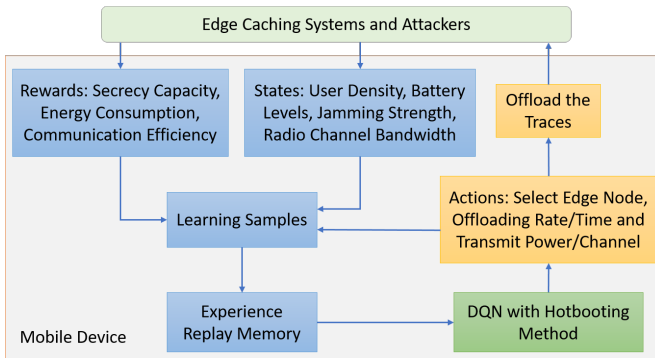 Edge Caching Systems and Attackers
Rewards: Secrecy Capacity,
Energy Consumption,
Communication Efficiency
States: User Density, Battery
Levels, Jamming Strength,
Radio Channel Bandwidth
Offload the
Traces
Learning Samples
Actions: Select Edge Node,
Offloading Rate/Time and
Transmit Power/Channel
Experience
Replay Memory
DQN with Hotbooting
Method
Mobile Device